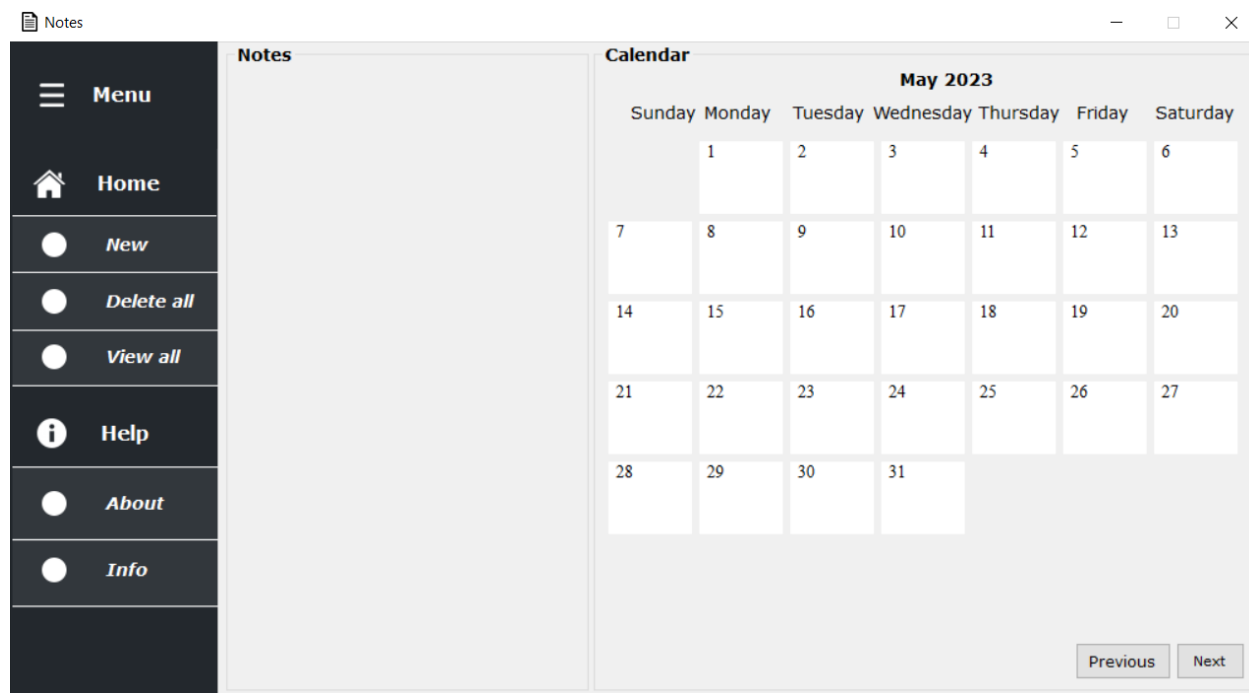 Notes
Menu
Home
New
Delete all
View all
Help
About
Info
Notes
Calendar
May 2023
Sunday Monday Tuesday Wednesday Thursday Friday Saturday
1 2 3 4 5 6
7 8 9 10 11 12 13
14 15 16 17 18 19 20
21 22 23 24 25 26 27
28 29 30 31
Previous Next